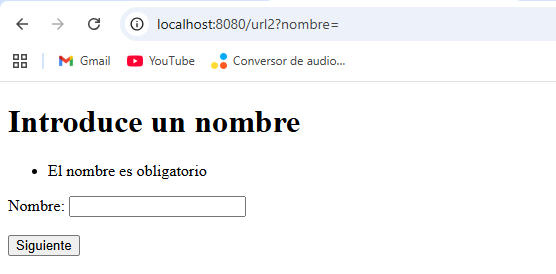 localhost:8080/url2?nombre=
Gmail YouTube Conversor de audio...
Introduce un nombre
El nombre es obligatorio
Nombre:
Siguiente